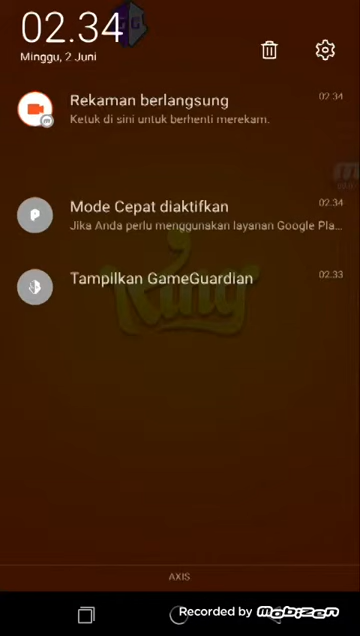 02.34
Minggu, 2 Juni
Rekaman berlangsung
02.34
Ketuk di sini untuk berhenti merekam.
Mode Cepat diaktifkan
02.34
Jika Anda perlu menggunakan layanan Google Pla...
Tampilkan GameGuardian
02.33
King
AXIS
Recorded by mobizen